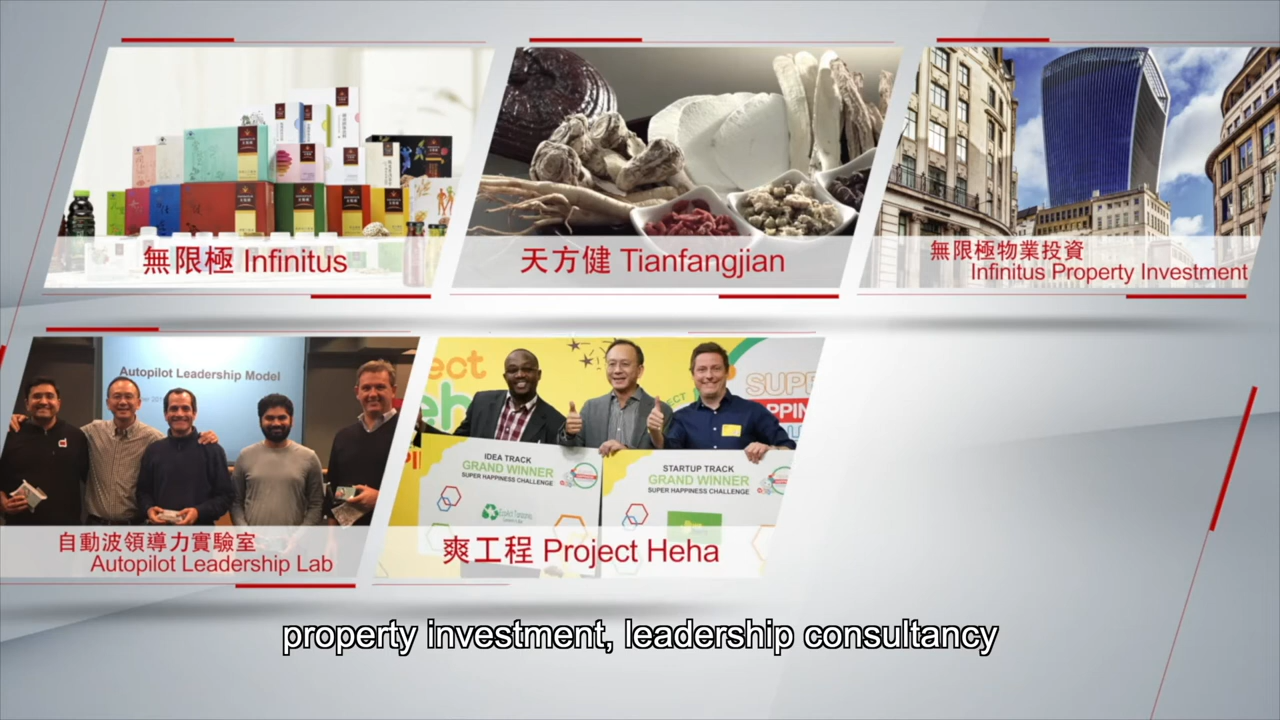 無限極 Infinitus
天方健 Tianfangjian
無限極物業投資
Infinitus Property Investment
Autopilot Leadership Model
自動波領導力實驗室
Autopilot Leadership Lab
IDEA TRACK
GRAND WINNER
SUPER HAPPINESS CHALLENGE
STARTUP TRACK
GRAND WINNER
SUPER HAPPINESS CHALLENGE
爽工程 Project Heha
property investment, leadership consultancy